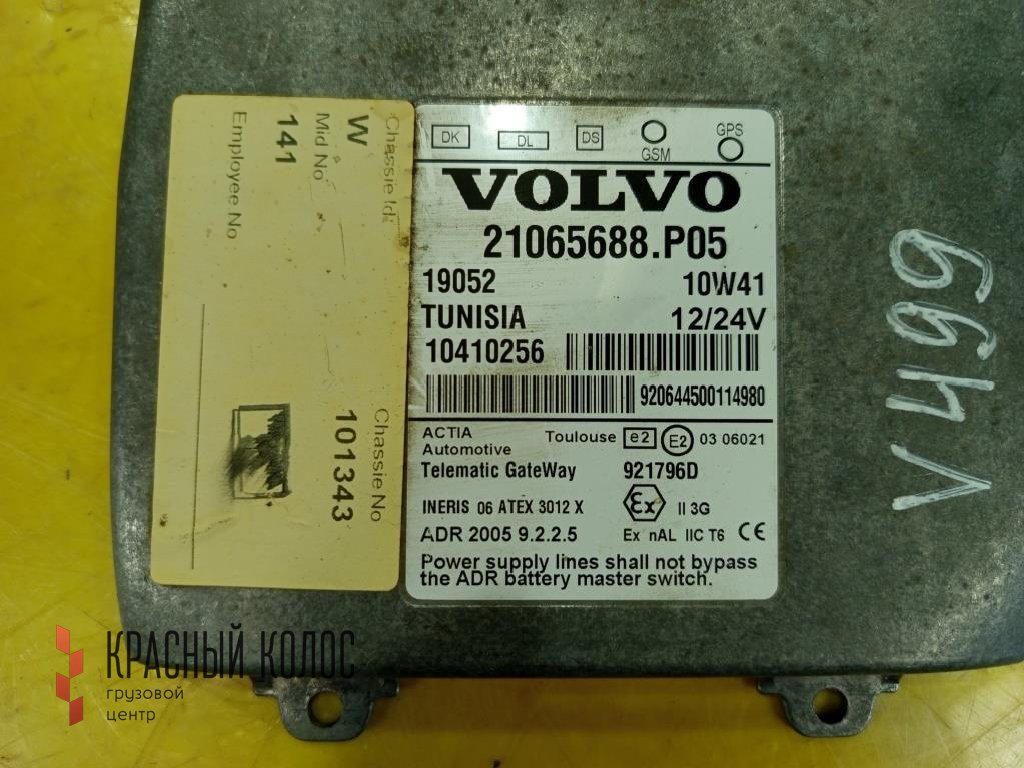 Chassie Id:
W
Mid No
141
Employee No
Chassie No
101343
DK DL DS GSM GPS
VOLVO
21065688.P05
19052 10W41
TUNISIA 12/24V
10410256
920644500114980
ACTIA Automotive Toulouse e2 E2 03 06021
Telematic GateWay 921796D
INERIS 06 ATEX 3012 X Ex II 3G
ADR 2005 9.2.2.5 Ex nAL IIC T6 CE
Power supply lines shall not bypass
the ADR battery master switch.
V499
КРАСНЫЙ КОЛОС
грузовой
центр